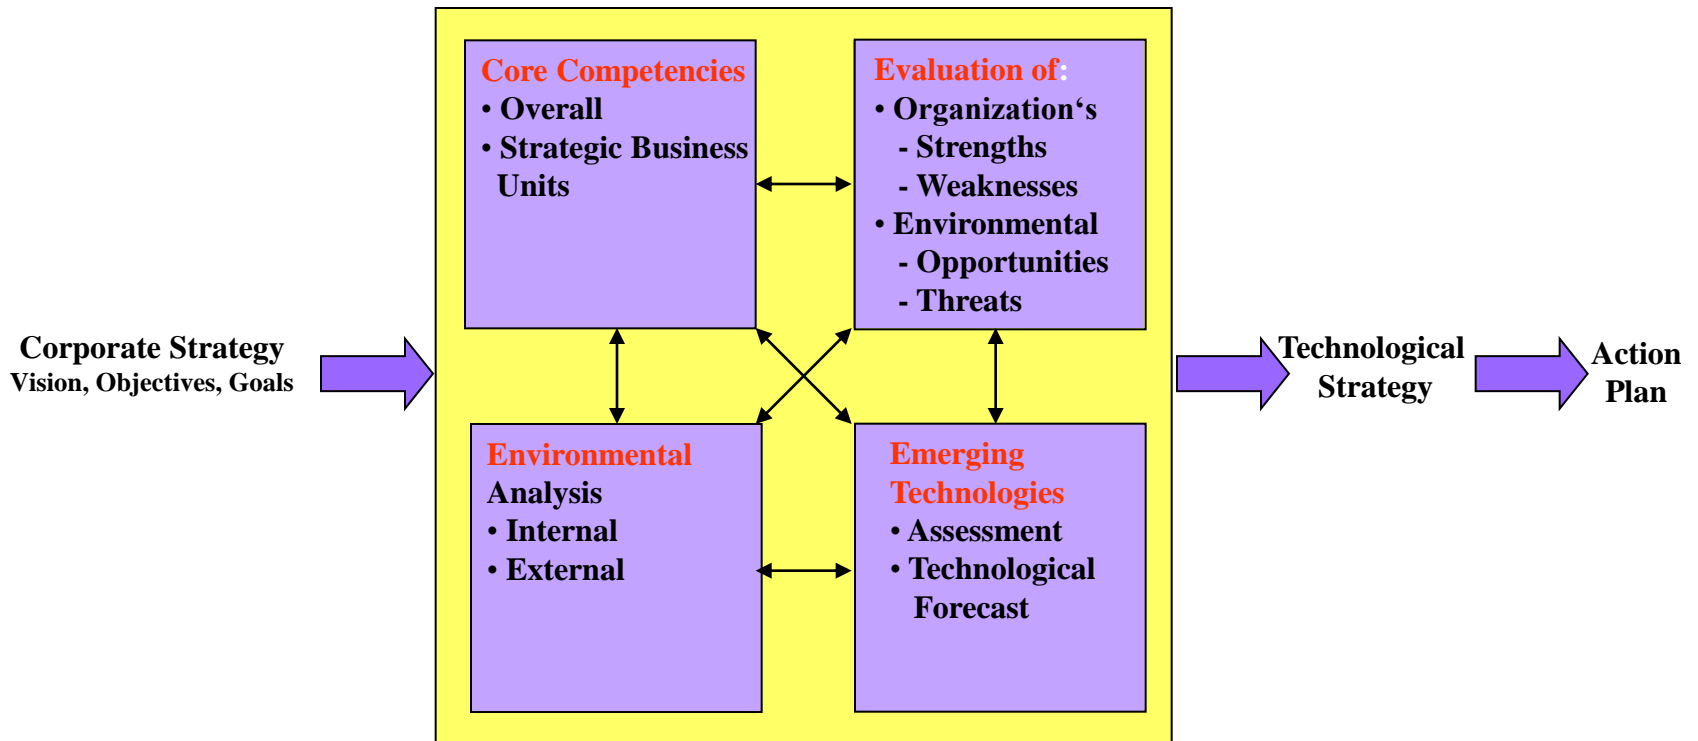 Corporate Strategy
Vision, Objectives, Goals
Core Competencies
• Overall
• Strategic Business
Units
Evaluation of:
• Organization‘s
- Strengths
- Weaknesses
• Environmental
- Opportunities
- Threats
Environmental
Analysis
• Internal
• External
Emerging
Technologies
• Assessment
• Technological
Forecast
Technological
Strategy
Action
Plan